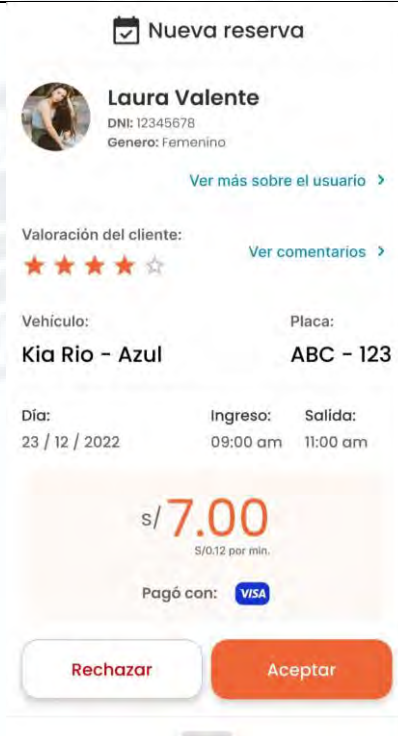 Nueva reserva
Laura Valente
DNI: 12345678
Genero: Femenino
Ver más sobre el usuario >
Valoración del cliente:
Ver comentarios >
Vehículo: Placa:
Kia Rio - Azul ABC - 123
Día: Ingreso: Salida:
23 / 12 / 2022 09:00 am 11:00 am
s/ 7.00
S/0.12 por min.
Pagó con: VISA
Rechazar Aceptar